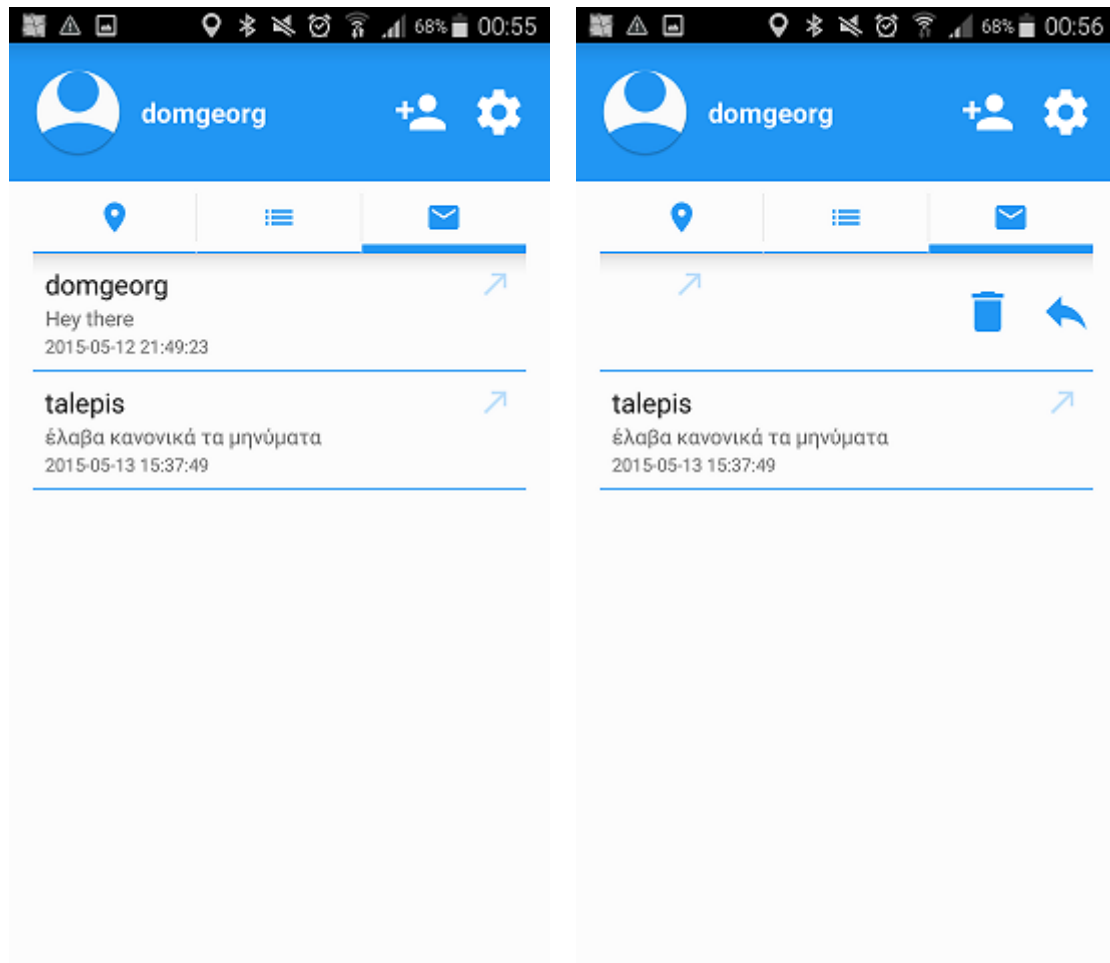 68% 00:55
domgeorg
domgeorg
Hey there
2015-05-12 21:49:23
talepis
έλαβα κανονικά τα μηνύματα
2015-05-13 15:37:49
68% 00:56
domgeorg
talepis
έλαβα κανονικά τα μηνύματα
2015-05-13 15:37:49